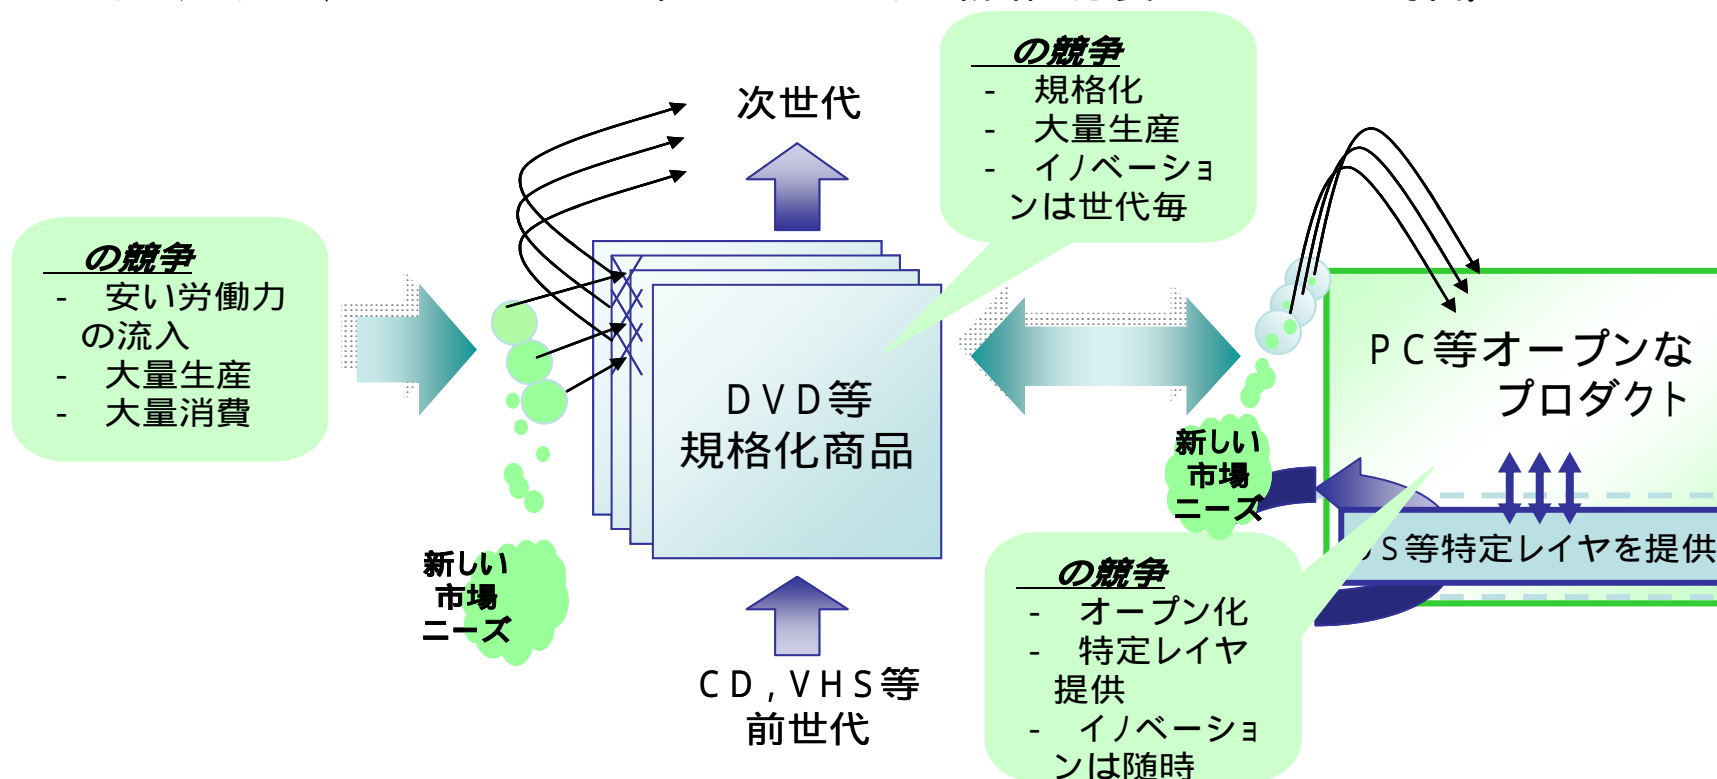 の競争
- 安い労働力
の流入
- 大量生産
- 大量消費
次世代
DVD等
規格化商品
CD,VHS等
前世代
新しい
市場
ニーズ
の競争
- 規格化
- 大量生産
- イノベーショ
ンは世代毎
PC等オープンな
プロダクト
S等特定レイヤを提供
新しい
市場
ニーズ
の競争
- オープン化
- 特定レイヤ
提供
- イノベーショ
ンは随時